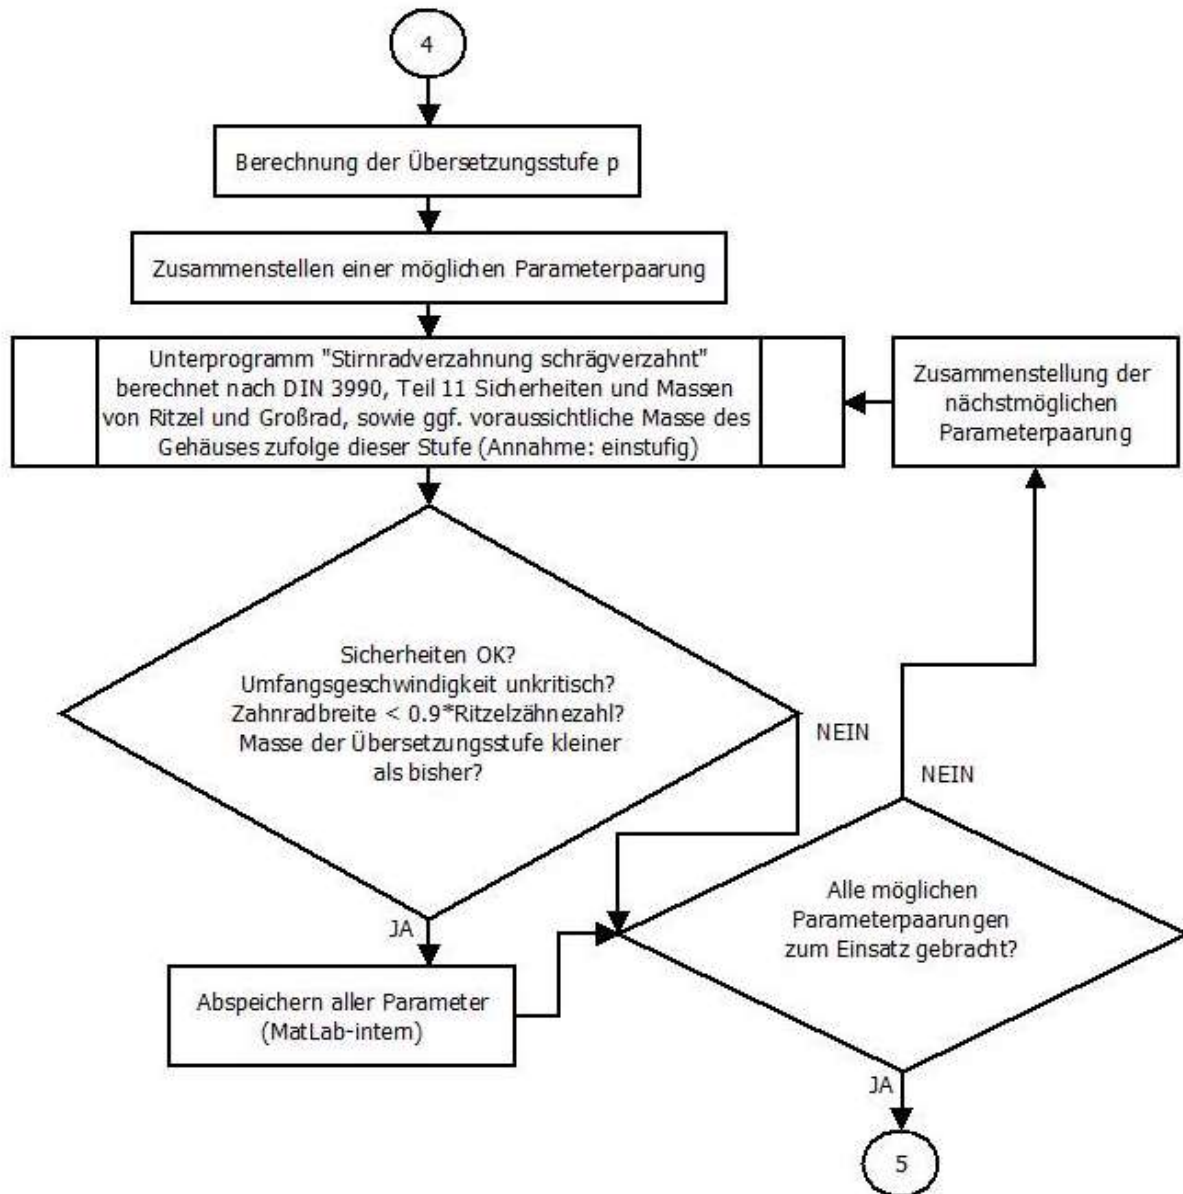 4
Berechnung der Übersetzungsstufe p
Zusammenstellen einer möglichen Parameterpaarung
Unterprogramm "Stirnradverzahnung schrägverzahnt"
berechnet nach DIN 3990, Teil 11 Sicherheiten und Massen
von Ritzel und Großrad, sowie ggf. voraussichtliche Masse des
Gehäuses zufolge dieser Stufe (Annahme: einstufig)
Zusammenstellung der
nächstmöglichen
Parameterpaarung
Sicherheiten OK?
Umfangsgeschwindigkeit unkritisch?
Zahnradbreite < 0.9*Ritzelzähnezahl?
Masse der Übersetzungsstufe kleiner
als bisher?
NEIN
JA
Abspeichern aller Parameter
(MatLab-intern)
NEIN
Alle möglichen
Parameterpaarungen
zum Einsatz gebracht?
JA
5